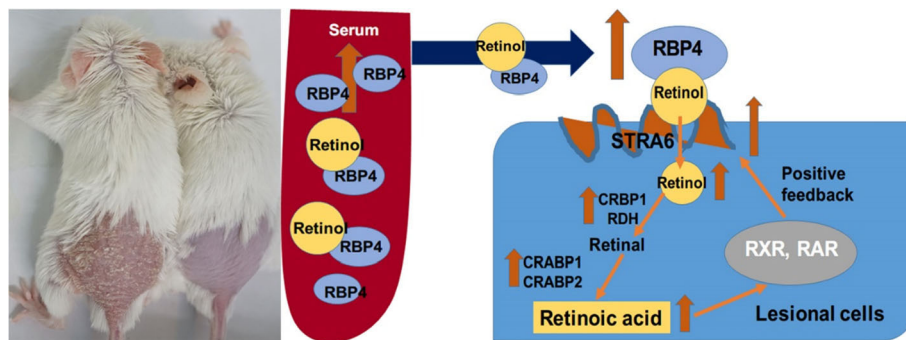 Serum
RBP4
RBP4
Retinol
RBP4
Retinol
RBP4
RBP4
Retinol
RBP4
RBP4
Retinol
STRA6
Retinol
Positive
feedback
CRBP1
RDH
Retinal
RXR, RAR
CRABP1
CRABP2
Retinoic acid
Lesional cells